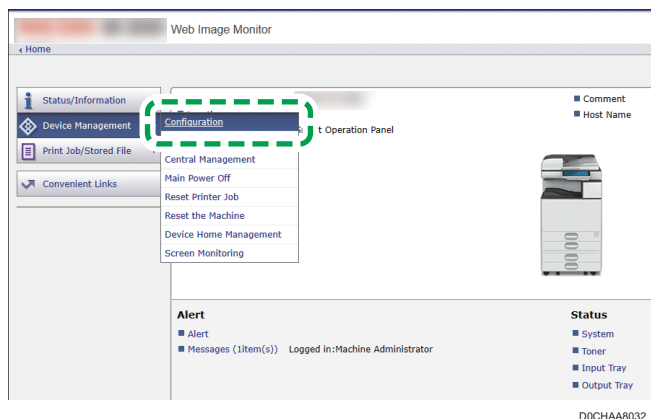 Web Image Monitor
Home
Status/Information
Device Management
Print Job/Stored File
Convenient Links
Configuration
Central Management
Main Power Off
Reset Printer Job
Reset the Machine
Device Home Management
Screen Monitoring
t Operation Panel
Comment
Host Name
Alert
Alert
Messages (1item(s)) Logged in:Machine Administrator
Status
System
Toner
Input Tray
Output Tray
D0CHAA8032